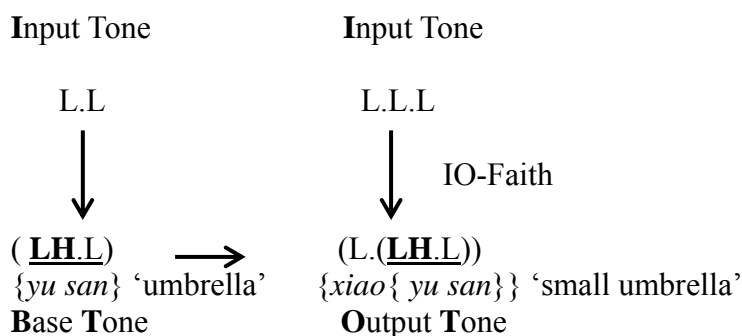 Input Tone Input Tone
L.L L.L.L
IO-Faith
( LH.L) (L.(LH.L))
{yu san} ‘umbrella’ {xiao{ yu san}} ‘small umbrella’
Base Tone Output Tone